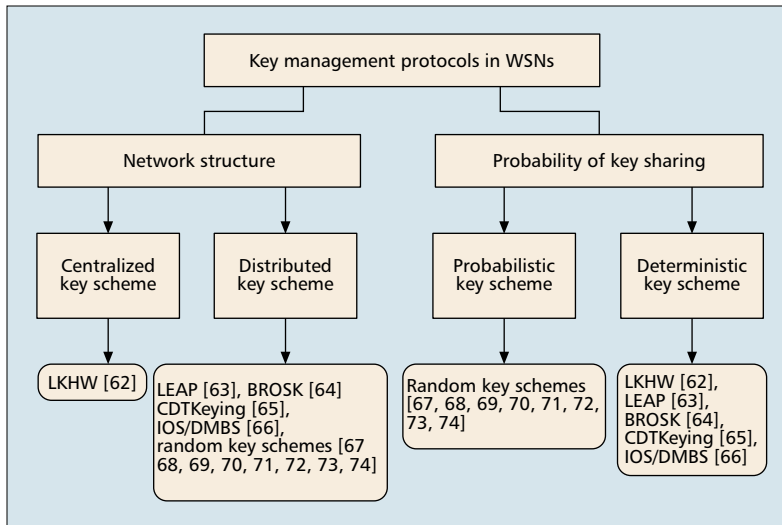 Key management protocols in WSNs
Network structure
Probability of key sharing
Centralized
key scheme
Distributed
key scheme
Probabilistic
key scheme
Deterministic
key scheme
LKHW [62]
LEAP [63], BROSK [64]
CDTKeying [65],
IOS/DMBS [66],
random key schemes [67
68, 69, 70, 71, 72, 73, 74]
Random key schemes
[67, 68, 69, 70, 71, 72,
73, 74]
LKHW [62],
LEAP [63],
BROSK [64],
CDTKeying [65],
IOS/DMBS [66]